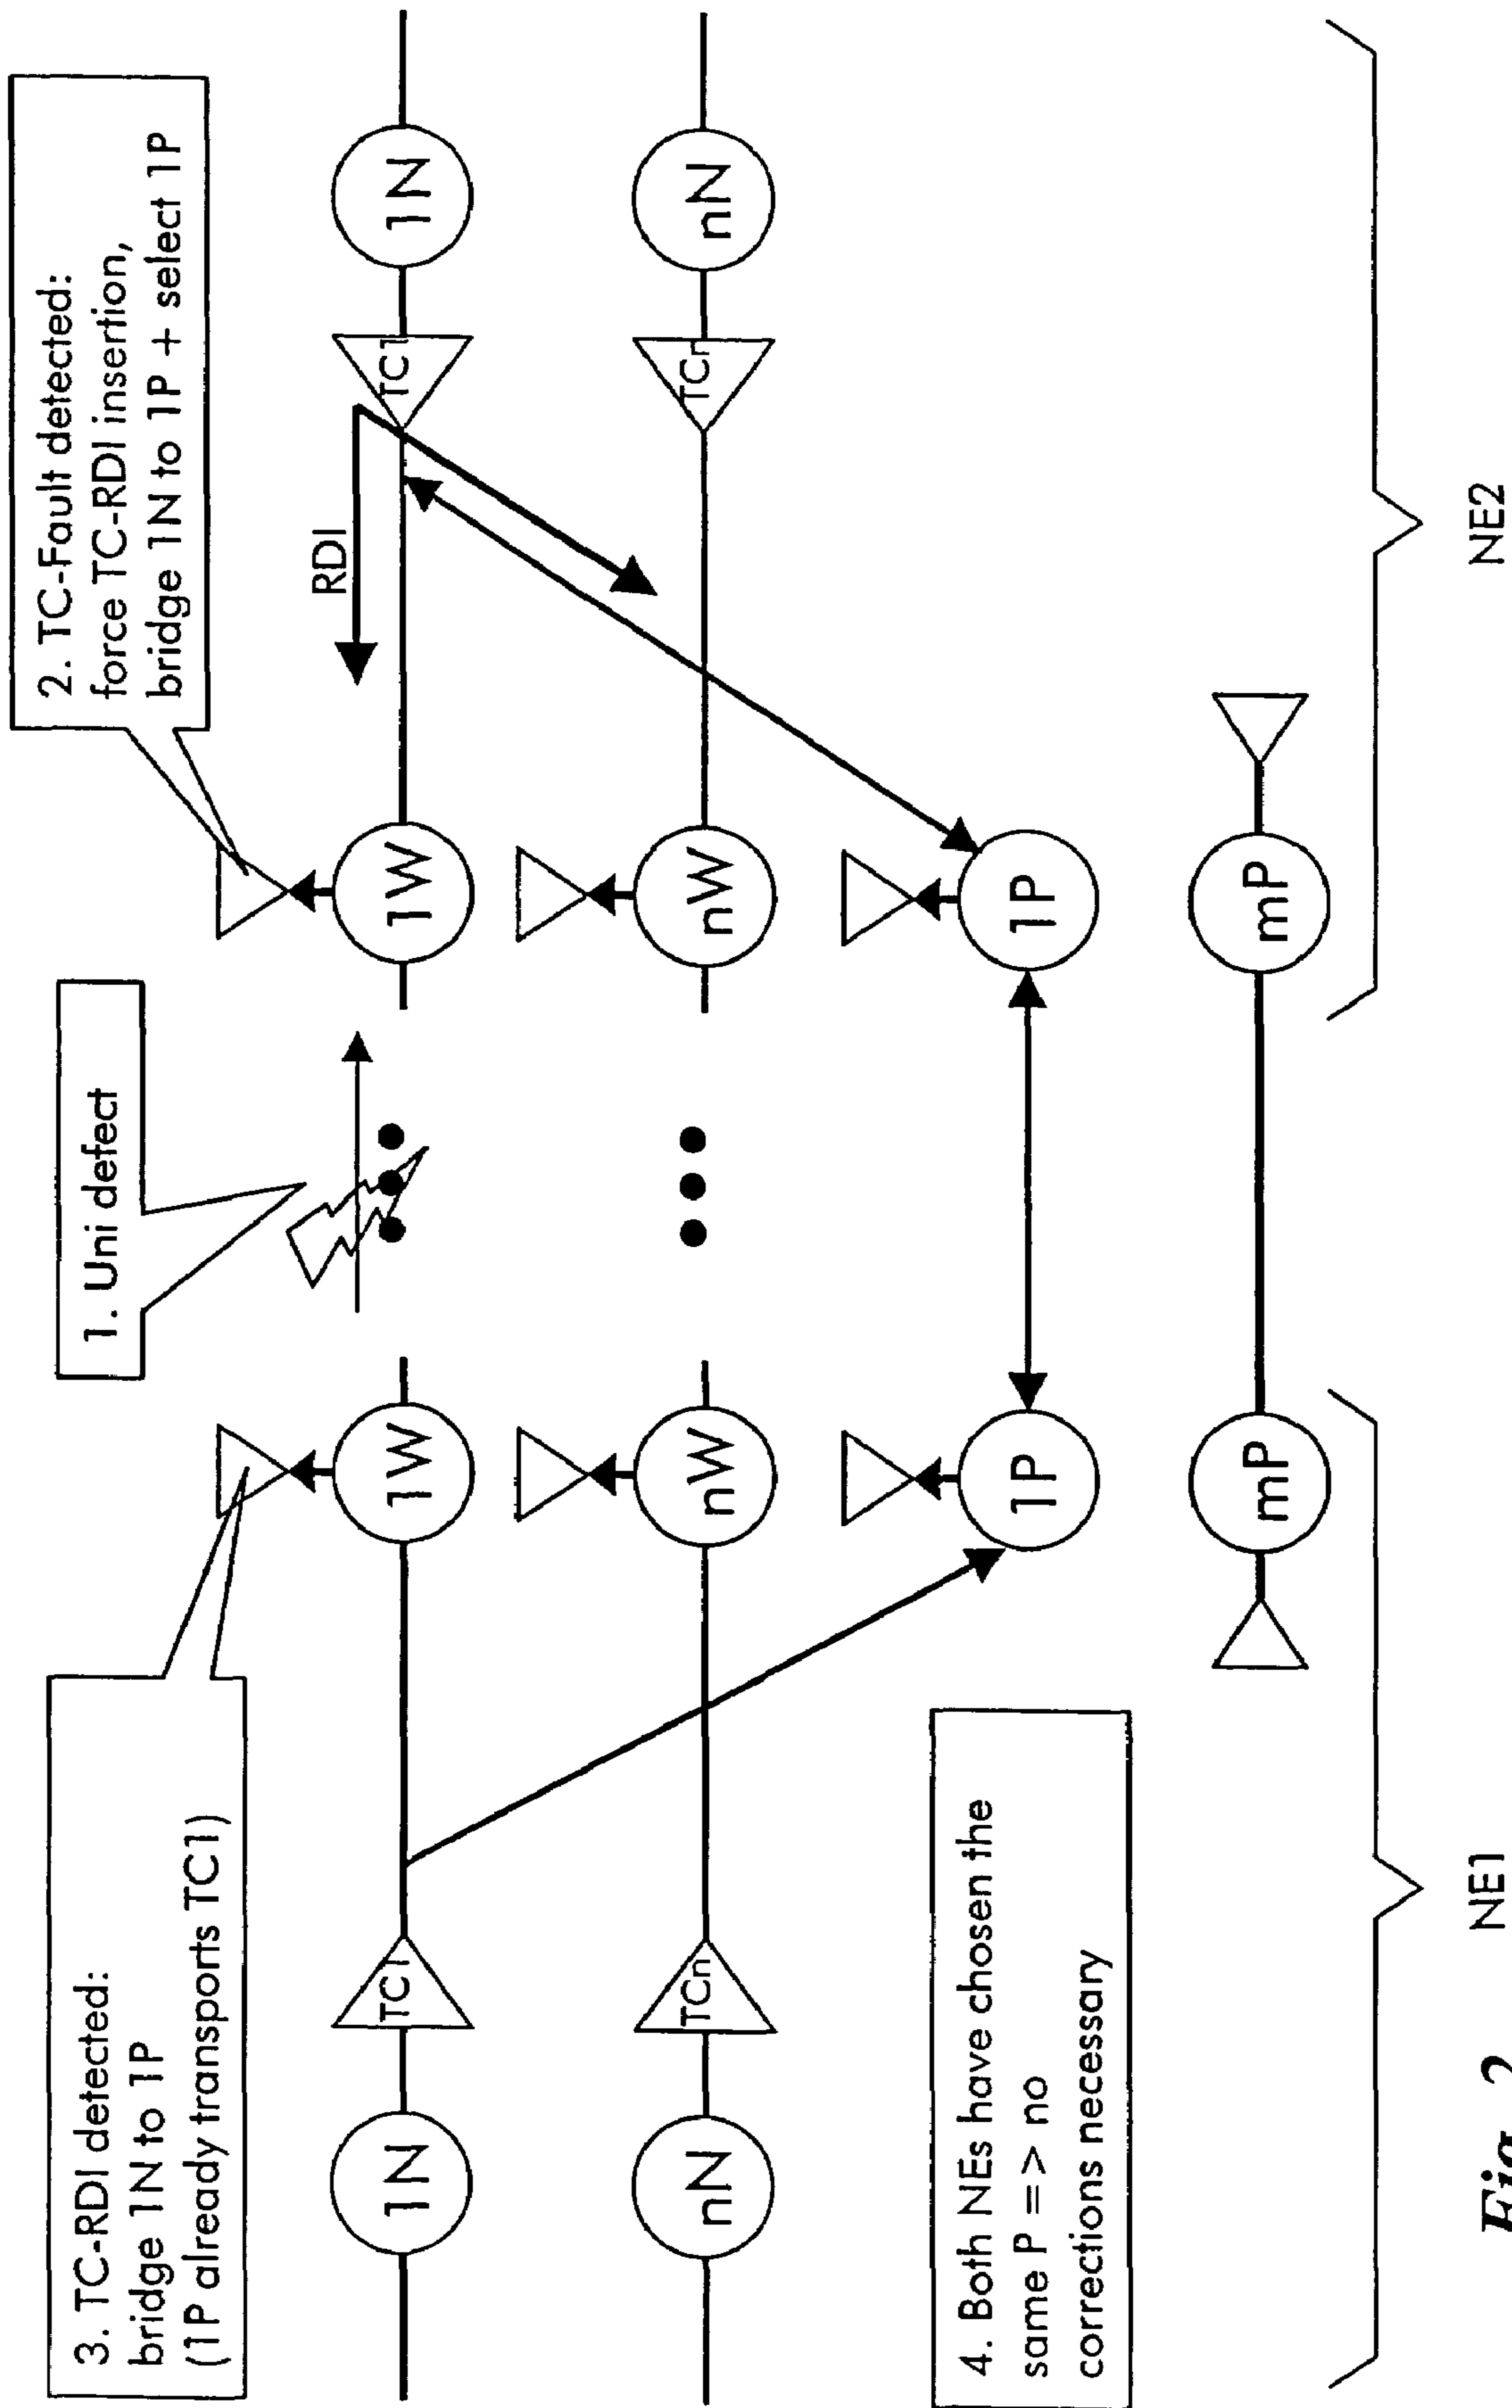 1. Uni defect
2. TC-Fault detected:
force TC-RDI insertion,
bridge 1N to 1P + select 1P
3. TC-RDI detected:
bridge 1N to 1P
(1P already transports TC1)
4. Both NEs have chosen the
same P = > no
corrections necessary
1N
TC1
1W
1W
RDI
TC1
1N
nN
TCn
nW
nW
TCn
nN
1P
1P
mP
mP
NE1
NE2
Fig. 2